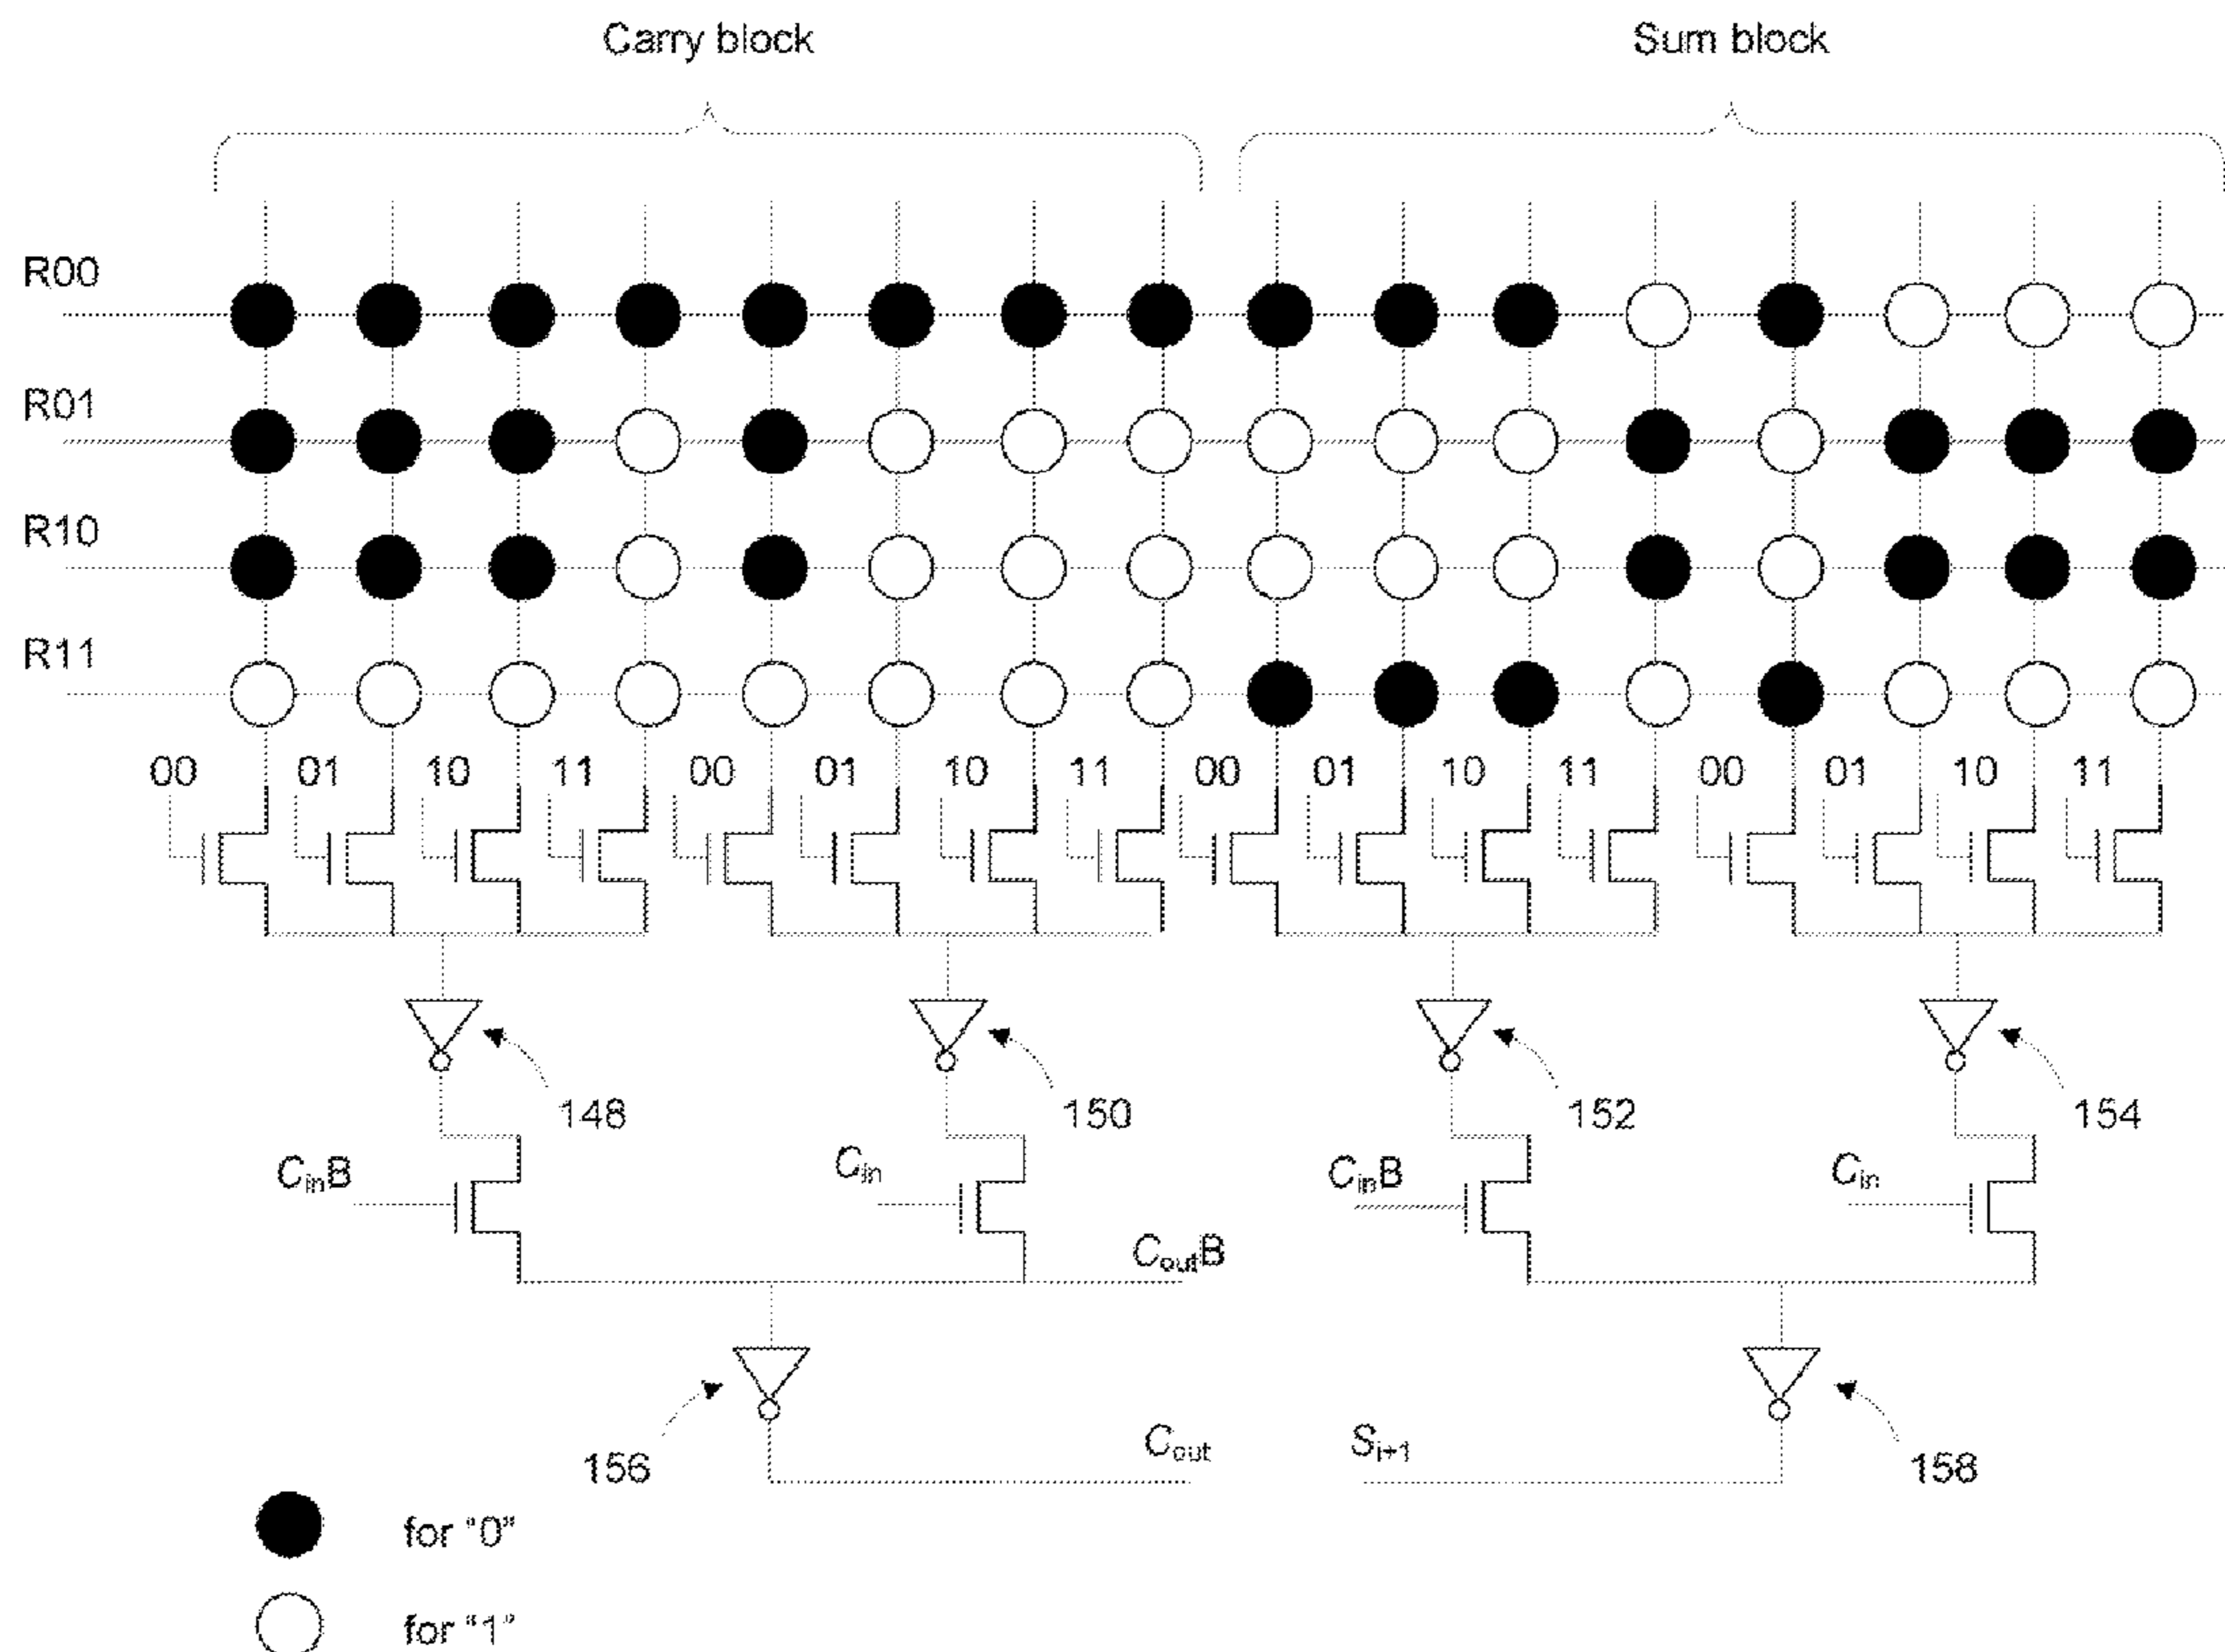 Carry block Sum block
R00
R01
R10
R11
00 01 10 11 00 01 10 11 00 01 10 11 00 01 10 11
148 150 152 154
CinB Cin CinB Cin
CoutB
Cout Si+1
156 158
for "0"
for "1"